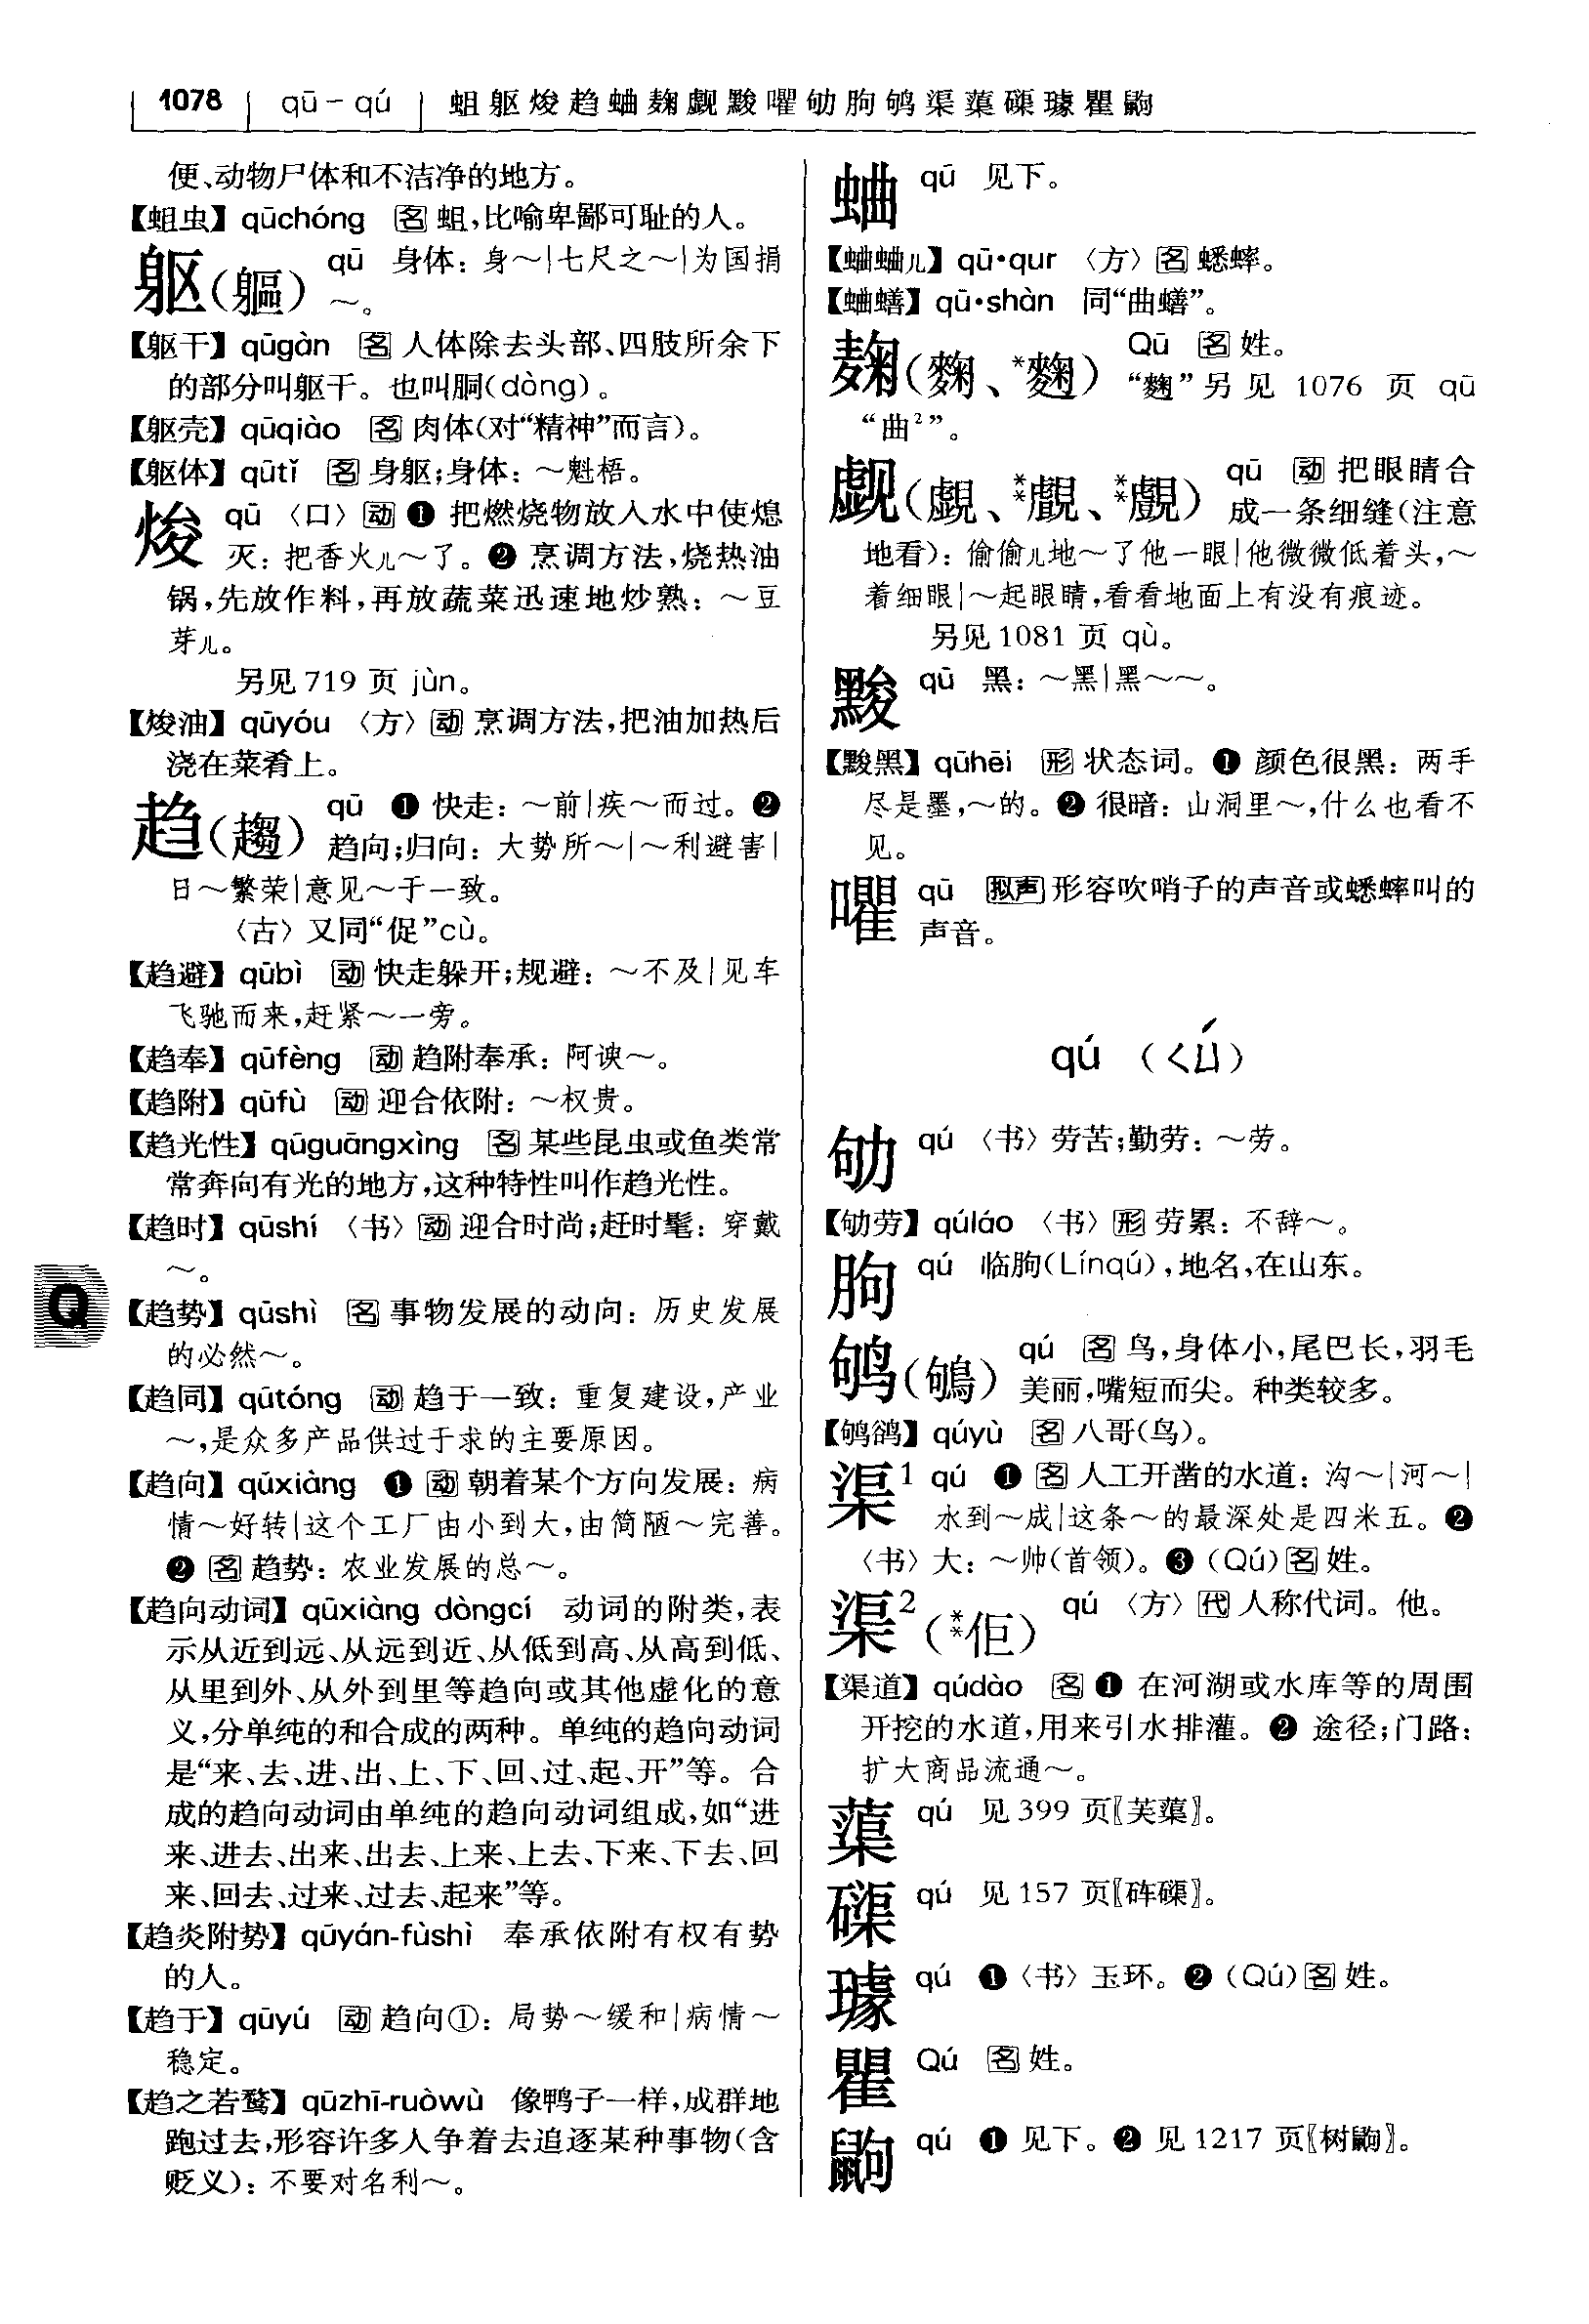 1078 qū－qú 蛆躯焌趋蛐麹觑黢㘗劬朐鸲渠蕖磲璩瞿鼩
便、动物尸体和不洁净的地方。
【蛆虫】 qūchóng 名 蛆,比喻卑鄙可耻的人。
躯(軀) qū 身体：身～|七尺之～|为国捐
～。
【躯干】 qūgàn 名 人体除去头部、四肢所余下
的部分叫躯干。也叫胴(dòng)。
【躯壳】 qūqiào 名 肉体(对“精神”而言)。
【躯体】 qūtǐ 名 身躯;身体：～魁梧。
焌 qū 〈口〉动 ❶ 把燃烧物放入水中使熄
灭：把香火儿～了。❷ 烹调方法,烧热油
锅,先放作料,再放蔬菜迅速地炒熟：～豆
芽儿。
另见 719 页 jùn。
【焌油】 qūyóu 〈方〉动 烹调方法,把油加热后
浇在菜肴上。
趋(趨) qū ❶ 快走：～前|疾～而过。❷
趋向;归向：大势所～|～利避害|
日～繁荣|意见～于一致。
〈古〉又同“促”cù。
【趋避】 qūbì 动 快走躲开;规避：～不及|见车
飞驰而来,赶紧～一旁。
【趋奉】 qūfèng 动 趋附奉承：阿谀～。
【趋附】 qūfù 动 迎合依附：～权贵。
【趋光性】 qūguāngxìng 名 某些昆虫或鱼类常
常奔向有光的地方,这种特性叫作趋光性。
【趋时】 qūshí 〈书〉动 迎合时尚;赶时髦：穿戴
～。
Q
【趋势】 qūshì 名 事物发展的动向：历史发展
的必然～。
【趋同】 qūtóng 动 趋于一致：重复建设,产业
～,是众多产品供过于求的主要原因。
【趋向】 qūxiàng ❶ 动 朝着某个方向发展：病
情～好转|这个工厂由小到大,由简陋～完善。
❷ 名 趋势：农业发展的总～。
【趋向动词】 qūxiàng dòngcí 动词的附类,表
示从近到远、从远到近、从低到高、从高到低、
从里到外、从外到里等趋向或其他虚化的意
义,分单纯的和合成的两种。单纯的趋向动词
是“来、去、进、出、上、下、回、过、起、开”等。合
成的趋向动词由单纯的趋向动词组成,如“进
来、进去、出来、出去、上来、上去、下来、下去、回
来、回去、过来、过去、起来”等。
【趋炎附势】 qūyán-fùshì 奉承依附有权有势
的人。
【趋于】 qūyú 动 趋向①：局势～缓和|病情～
稳定。
【趋之若鹜】 qūzhī-ruòwù 像鸭子一样,成群地
跑过去,形容许多人争着去追逐某种事物(含
贬义)：不要对名利～。
蛐 qū 见下。
【蛐蛐儿】 qū•qur 〈方〉名 蟋蟀。
【蛐蟮】 qū•shàn 同“曲蟮”。
麹(麴、*麯) Qū 名 姓。
“麯”另见 1076 页 qū
“曲²”。
觑(覷、**覰、**覻) qū 动 把眼睛合
成一条细缝(注意
地看)：偷偷儿地～了他一眼|他微微低着头,～
着细眼|～起眼睛,看看地面上有没有痕迹。
另见 1081 页 qù。
黢 qū 黑：～黑|黑～～。
【黢黑】 qūhēi 形 状态词。❶ 颜色很黑：两手
尽是墨,～的。❷ 很暗：山洞里～,什么也看不
见。
㘗 qū 拟声 形容吹哨子的声音或蟋蟀叫的
声音。
qú (ㄑㄩˊ)
劬 qú 〈书〉劳苦;勤劳：～劳。
【劬劳】 qúláo 〈书〉形 劳累：不辞～。
朐 qú 临朐(Línqú),地名,在山东。
鸲(鴝) qú 名 鸟,身体小,尾巴长,羽毛
美丽,嘴短而尖。种类较多。
【鸲鹆】 qúyù 名 八哥(鸟)。
渠¹ qú ❶ 名 人工开凿的水道：沟～|河～|
水到～成|这条～的最深处是四米五。❷
〈书〉大：～帅(首领)。❸ (Qú)名 姓。
渠²(**佢) qú 〈方〉代 人称代词。他。
【渠道】 qúdào 名 ❶ 在河湖或水库等的周围
开挖的水道,用来引水排灌。❷ 途径;门路：
扩大商品流通～。
蕖 qú 见 399 页〖芙蕖〗。
磲 qú 见 157 页〖砗磲〗。
璩 qú ❶〈书〉玉环。❷ (Qú)名 姓。
瞿 Qú 名 姓。
鼩 qú ❶ 见下。❷ 见 1217 页〖树鼩〗。